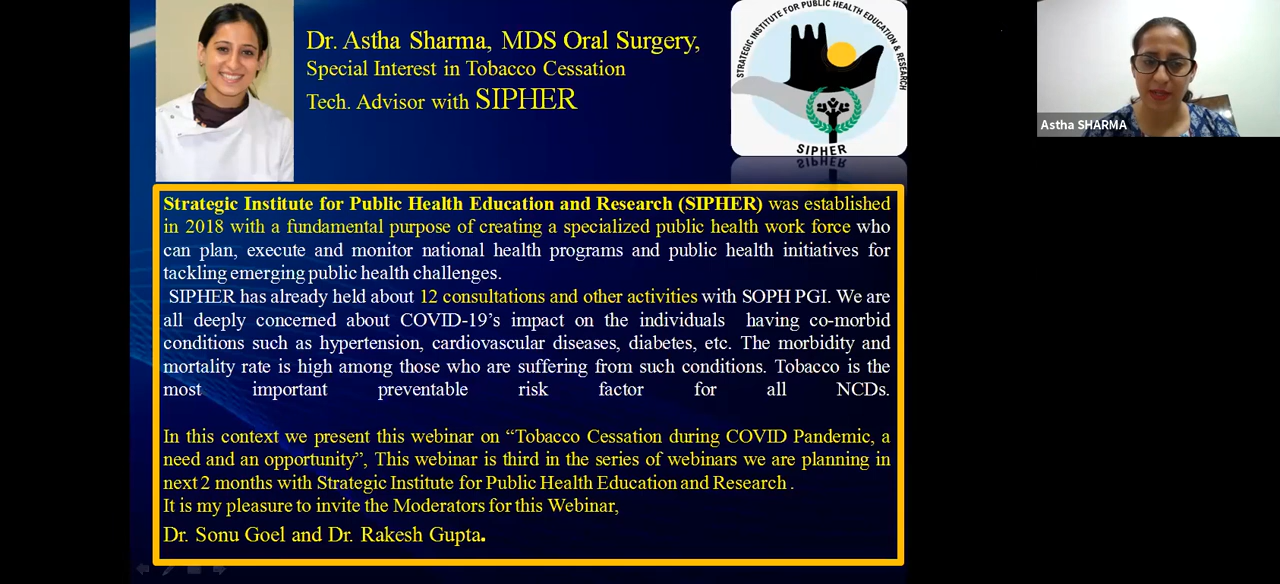 Dr. Astha Sharma, MDS Oral Surgery,
Special Interest in Tobacco Cessation
Tech. Advisor with SIPHER
STRATEGIC INSTITUTE FOR PUBLIC HEALTH EDUCATION & RESEARCH
SIPHER
Astha SHARMA
Strategic Institute for Public Health Education and Research (SIPHER) was established
in 2018 with a fundamental purpose of creating a specialized public health work force who
can plan, execute and monitor national health programs and public health initiatives for
tackling emerging public health challenges.
SIPHER has already held about 12 consultations and other activities with SOPH PGI. We are
all deeply concerned about COVID-19’s impact on the individuals having co-morbid
conditions such as hypertension, cardiovascular diseases, diabetes, etc. The morbidity and
mortality rate is high among those who are suffering from such conditions. Tobacco is the
most important preventable risk factor for all NCDs.
In this context we present this webinar on “Tobacco Cessation during COVID Pandemic, a
need and an opportunity”, This webinar is third in the series of webinars we are planning in
next 2 months with Strategic Institute for Public Health Education and Research .
It is my pleasure to invite the Moderators for this Webinar,
Dr. Sonu Goel and Dr. Rakesh Gupta.